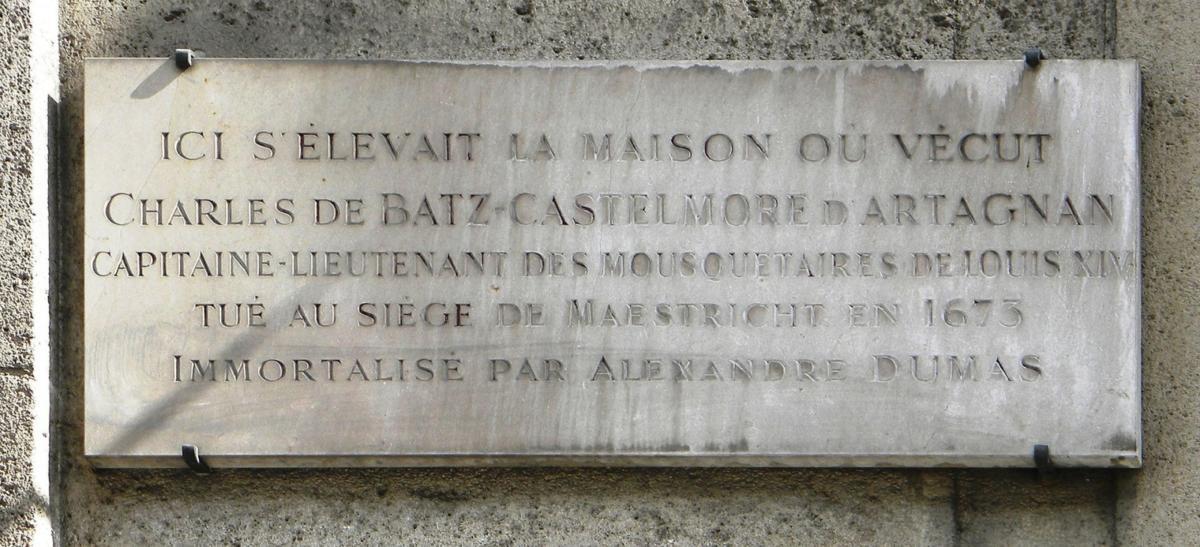 ICI S'ÉLEVAIT LA MAISON OÙ VÉCUT
CHARLES DE BATZ-CASTELMORE D'ARTAGNAN
CAPITAINE-LIEUTENANT DES MOUSQUETAIRES DE LOUIS XIV
TUÉ AU SIÈGE DE MAESTRICHT EN 1673
IMMORTALISÉ PAR ALEXANDRE DUMAS